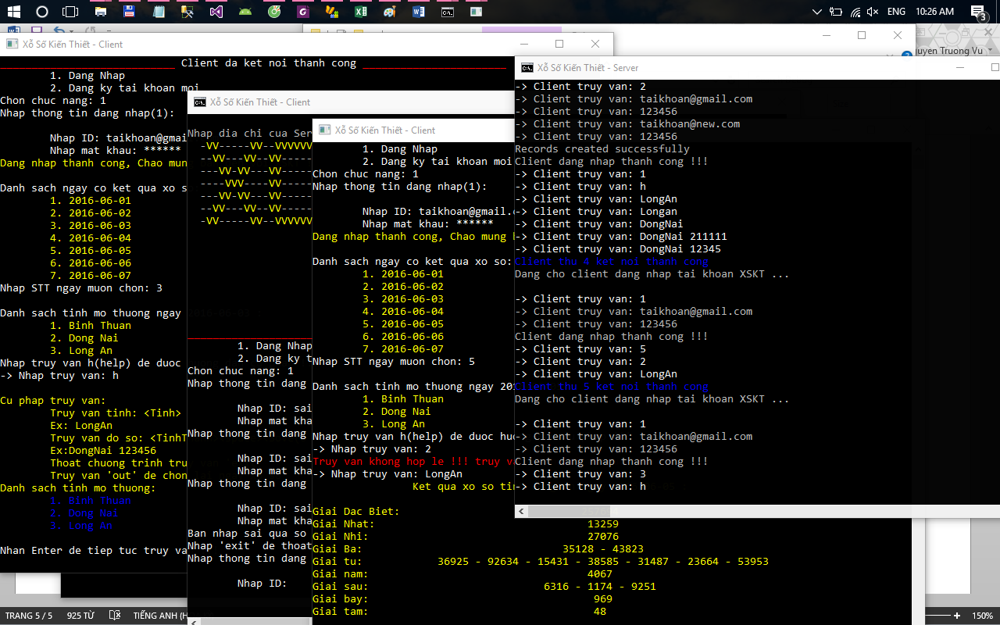 ENG 10:26 AM
3
Xổ Số Kiến Thiết - Client
Client da ket noi thanh cong
1. Dang Nhap
2. Dang ky tai khoan moi
Chon chuc nang: 1
Nhap thong tin dang nhap(1):
Nhap ID: taikhoan@gmai
Nhap mat khau: ******
Dang nhap thanh cong, Chao mun
Danh sach ngay co ket qua xo s
1. 2016-06-01
2. 2016-06-02
3. 2016-06-03
4. 2016-06-04
5. 2016-06-05
6. 2016-06-06
7. 2016-06-07
Nhap STT ngay muon chon: 3
Danh sach tinh mo thuong ngay
1. Binh Thuan
2. Dong Nai
3. Long An
Nhap truy van h(help) de duoc
-> Nhap truy van: h
Cu phap truy van:
Truy van tinh: <Tinh>
Ex: LongAn
Truy van do so: <TinhT
Ex:DongNai 123456
Thoat chuong trinh tru
Truy van 'out' de chon
Danh sach tinh mo thuong:
1. Binh Thuan
2. Dong Nai
3. Long An
Nhan Enter de tiep tuc truy va
Xổ Số Kiến Thiết - Client
Nhap dia chi cua Ser
-VV-----VV--VVVVVV
--VV---VV---VV-----
---VV-VV----VV-----
----VVV-----VV-----
---VV-VV----VV-----
--VV---VV---VV-----
-VV-----VV--VVVVVV
1. Dang Nhap
2. Dang ky t
Chon chuc nang: 1
Nhap thong tin dang
Nhap ID: sai
Nhap mat kha
Nhap thong tin dang
Nhap ID: sai
Nhap mat kha
Nhap thong tin dang
Nhap ID: sai
Nhap mat kha
Ban nhap sai qua so
Nhap 'exit' de thoat
Nhap thong tin dang
Nhap ID:
Xổ Số Kiến Thiết - Client
1. Dang Nhap
2. Dang ky tai khoan moi
Chon chuc nang: 1
Nhap thong tin dang nhap(1):
Nhap ID: taikhoan@gmail.
Nhap mat khau: ******
Dang nhap thanh cong, Chao mung
Danh sach ngay co ket qua xo so:
1. 2016-06-01
2. 2016-06-02
3. 2016-06-03
4. 2016-06-04
5. 2016-06-05
6. 2016-06-06
7. 2016-06-07
Nhap STT ngay muon chon: 5
Danh sach tinh mo thuong ngay 201
1. Binh Thuan
2. Dong Nai
3. Long An
Nhap truy van h(help) de duoc huo
-> Nhap truy van: 2
Truy van khong hop le !!! truy v
-> Nhap truy van: LongAn
Ket qua xo so tin
Giai Dac Biet:
Giai Nhat: 13259
Giai Nhi: 27076
Giai Ba: 35128 - 43823
Giai tu: 36925 - 92634 - 15431 - 38585 - 31487 - 23664 - 53953
Giai nam: 4067
Giai sau: 6316 - 1174 - 9251
Giai bay: 969
Giai tam: 48
uyen Truong Vu
Xổ Số Kiến Thiết - Server
-> Client truy van: 2
-> Client truy van: taikhoan@gmail.com
-> Client truy van: 123456
-> Client truy van: taikhoan@new.com
-> Client truy van: 123456
Records created successfully
Client dang nhap thanh cong !!!
-> Client truy van: 1
-> Client truy van: h
-> Client truy van: LongAn
-> Client truy van: Longan
-> Client truy van: DongNai
-> Client truy van: DongNai 211111
-> Client truy van: DongNai 12345
Client thu 4 ket noi thanh cong
Dang cho client dang nhap tai khoan XSKT ...
-> Client truy van: 1
-> Client truy van: taikhoan@gmail.com
-> Client truy van: 123456
Client dang nhap thanh cong !!!
-> Client truy van: 5
-> Client truy van: 2
-> Client truy van: LongAn
Client thu 5 ket noi thanh cong
Dang cho client dang nhap tai khoan XSKT ...
-> Client truy van: 1
-> Client truy van: taikhoan@gmail.com
-> Client truy van: 123456
Client dang nhap thanh cong !!!
-> Client truy van: 3
-> Client truy van: h
TRANG 5 / 5 925 TỪ TIẾNG ANH (H 150%